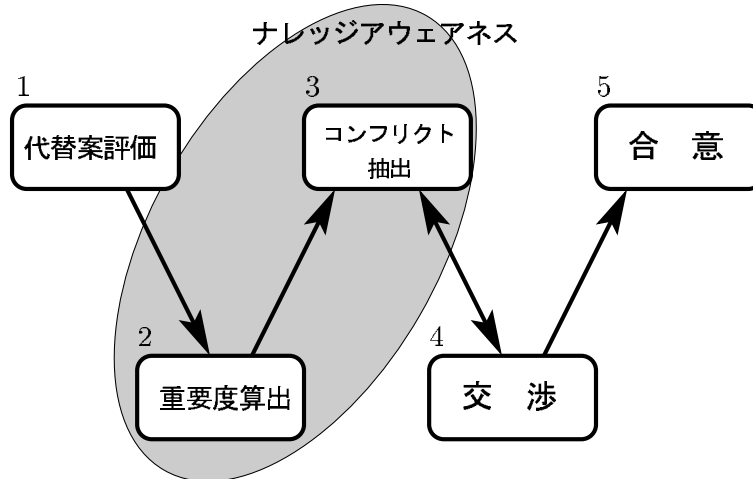 ナレッジアウェアネス
1
代替案評価
2
重要度算出
3
コンフリクト
抽出
4
交 渉
5
合 意